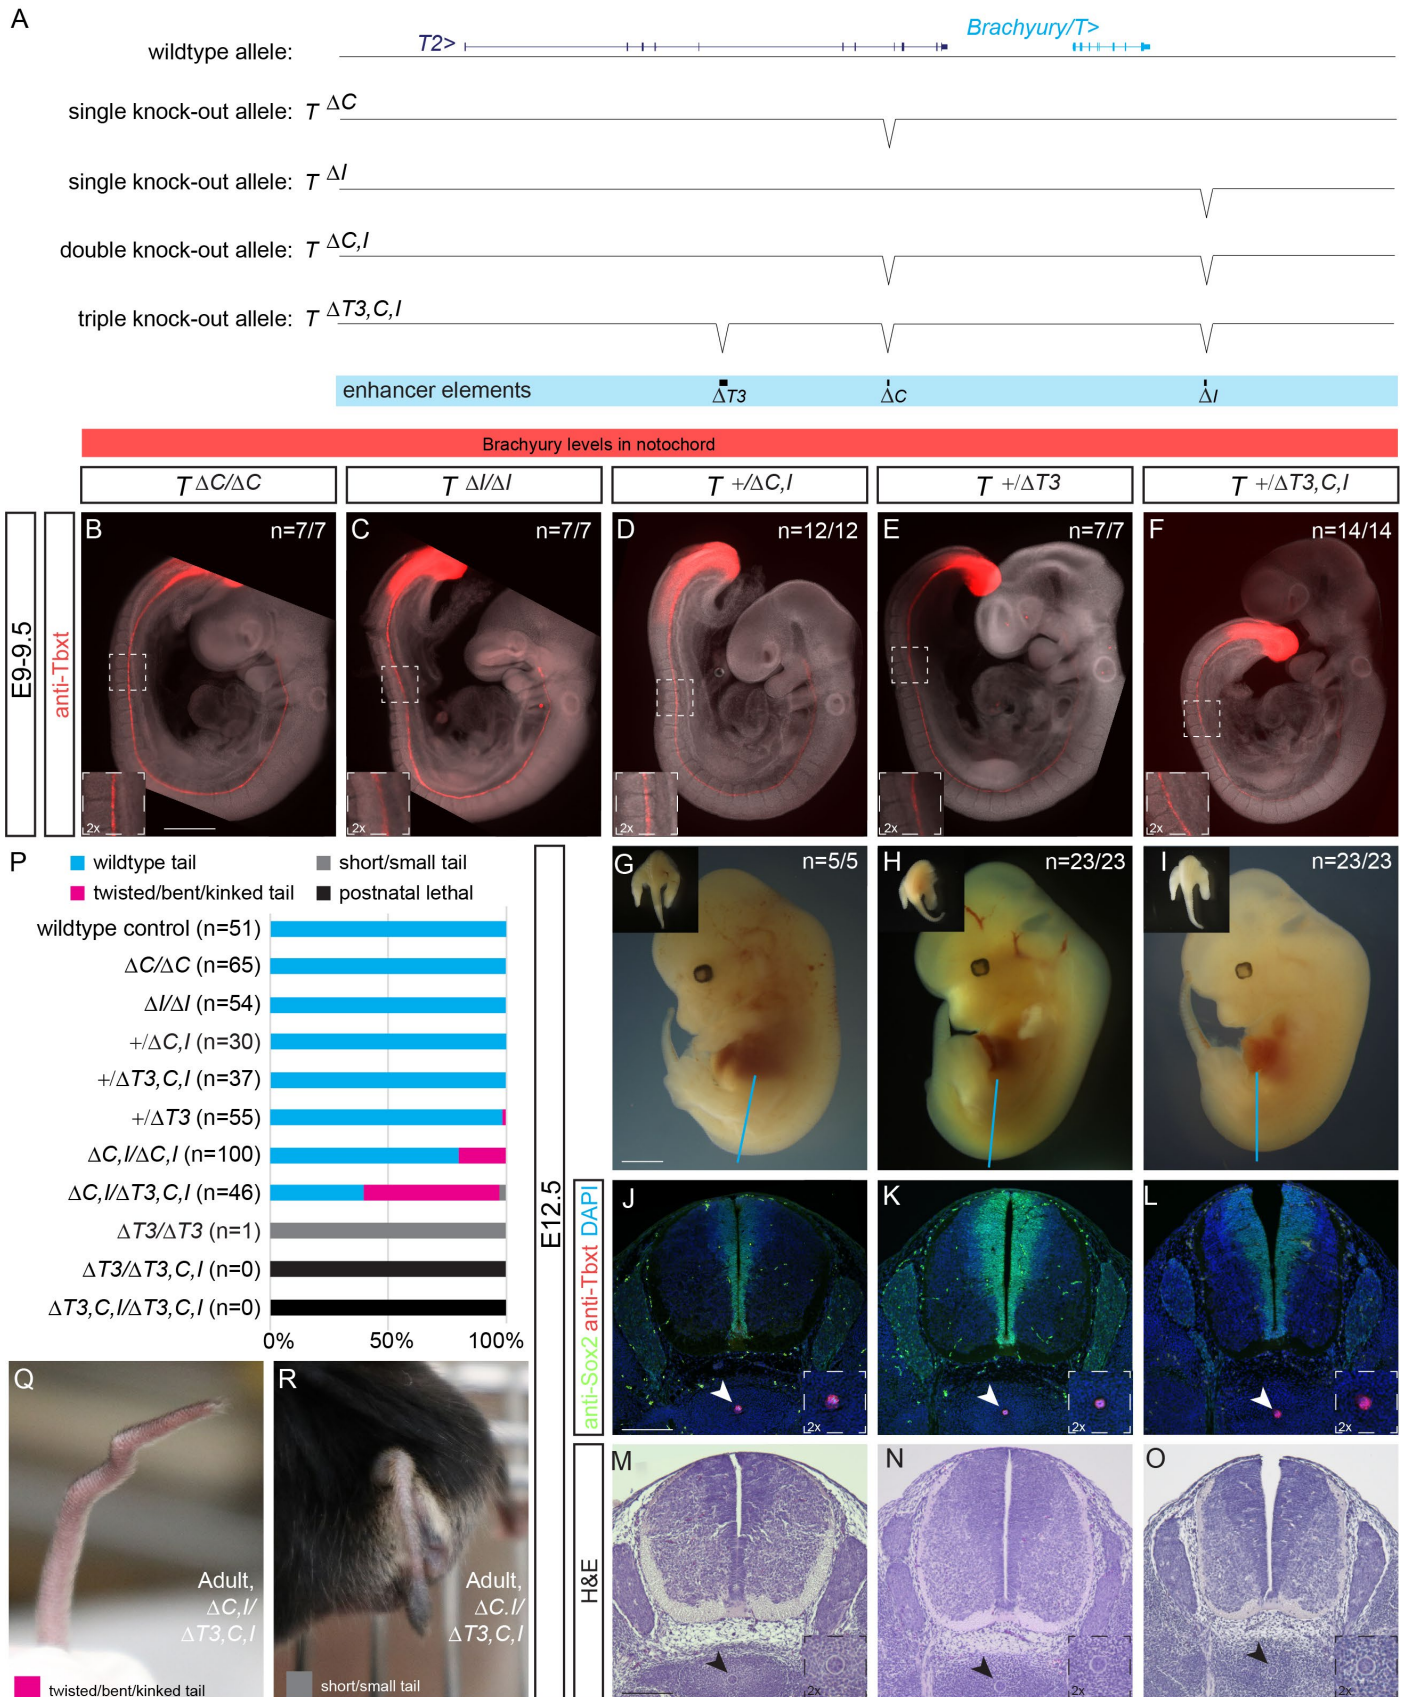 A
T2>
Brachyury/T>
wildtype allele:
single knock-out allele: T ΔC
single knock-out allele: T ΔI
double knock-out allele: T ΔC,I
triple knock-out allele: T ΔT3,C,I
enhancer elements
ΔT3
ΔC
ΔI
Brachyury levels in notochord
T ΔC/ΔC
T ΔI/ΔI
T +/ΔC,I
T +/ΔT3
T +/ΔT3,C,I
E9-9.5
anti-Tbxt
B n=7/7
2x
C n=7/7
2x
D n=12/12
2x
E n=7/7
2x
F n=14/14
2x
P
wildtype tail
short/small tail
twisted/bent/kinked tail
postnatal lethal
wildtype control (n=51)
ΔC/ΔC (n=65)
ΔI/ΔI (n=54)
+/ΔC,I (n=30)
+/ΔT3,C,I (n=37)
+/ΔT3 (n=55)
ΔC,I/ΔC,I (n=100)
ΔC,I/ΔT3,C,I (n=46)
ΔT3/ΔT3 (n=1)
ΔT3/ΔT3,C,I (n=0)
ΔT3,C,I/ΔT3,C,I (n=0)
0% 50% 100%
E12.5
G n=5/5
H n=23/23
I n=23/23
anti-Sox2 anti-Tbxt DAPI
J
2x
K
2x
L
2x
H&E
M
2x
N
2x
O
2x
Q
Adult,
ΔC,I/
ΔT3,C,I
twisted/bent/kinked tail
R
Adult,
ΔC.I/
ΔT3,C,I
short/small tail